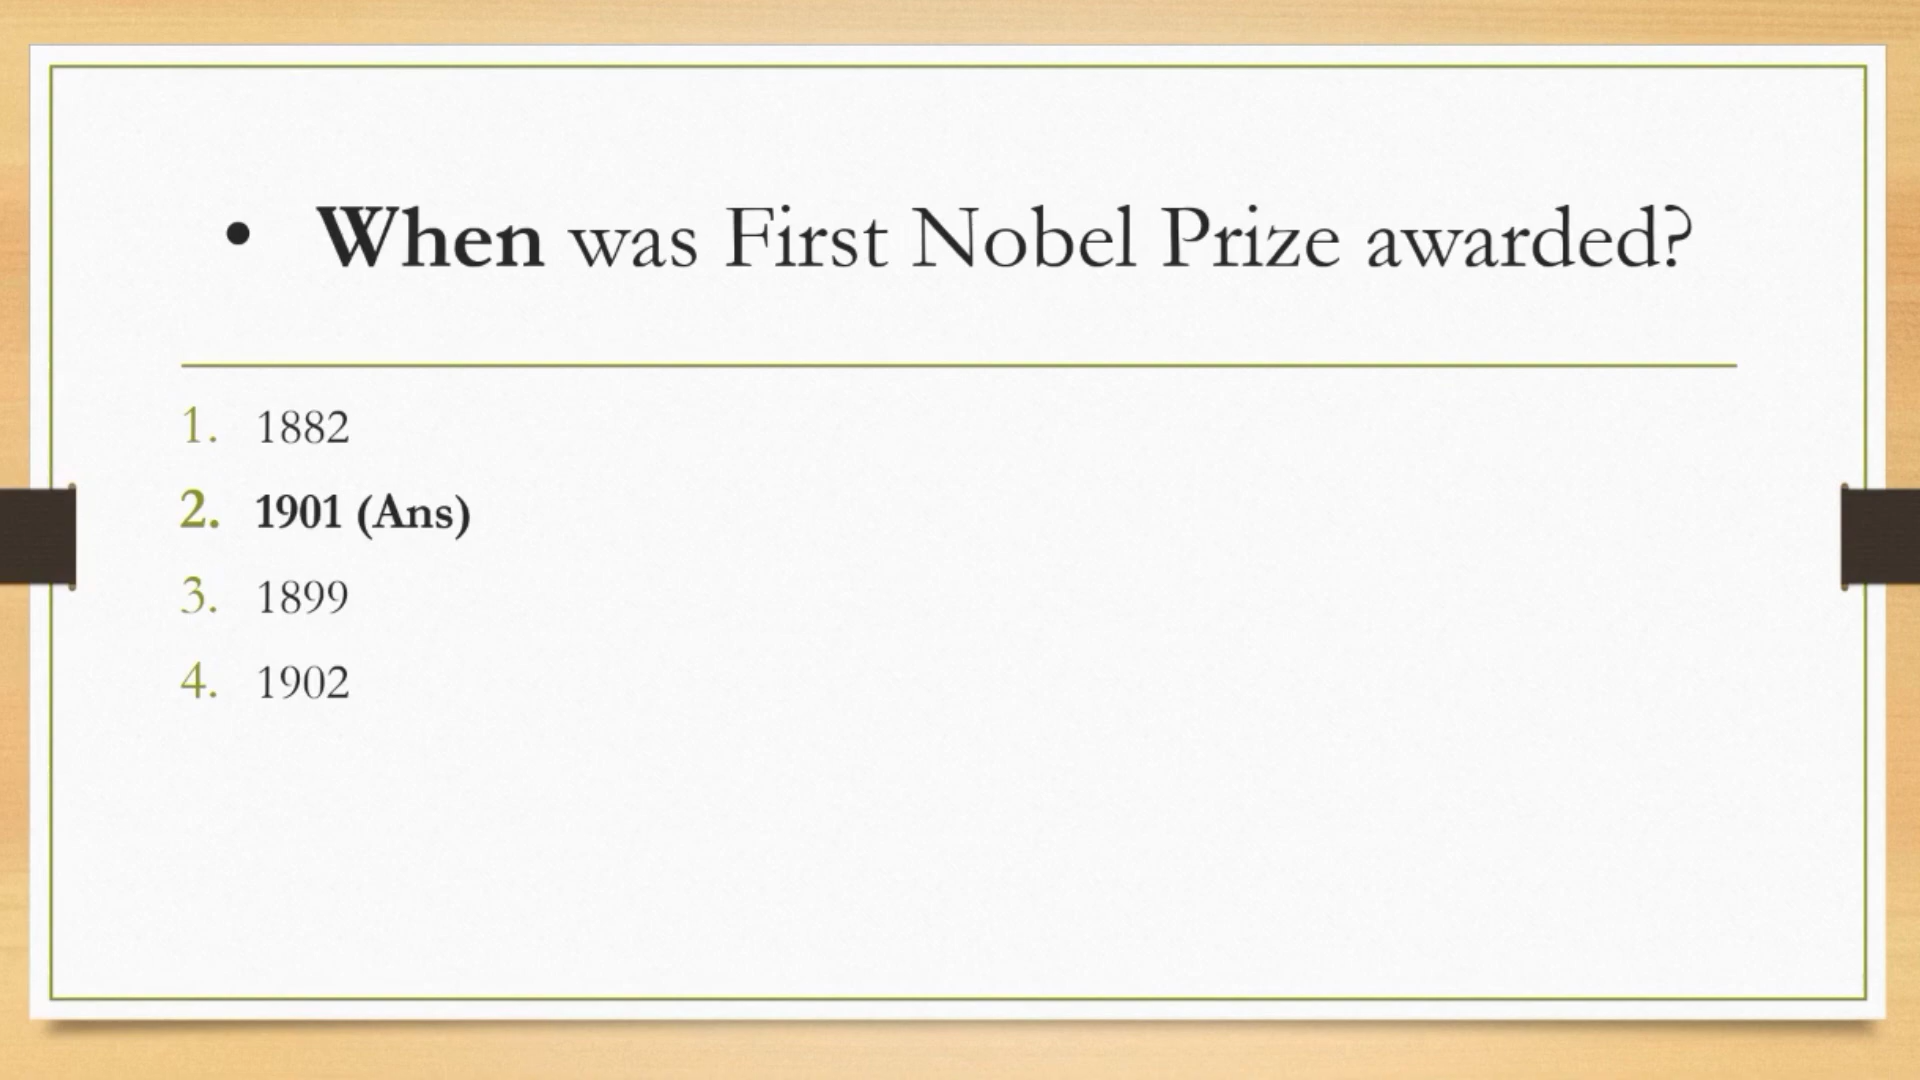 • When was First Nobel Prize awarded?
1. 1882
2. 1901 (Ans)
3. 1899
4. 1902